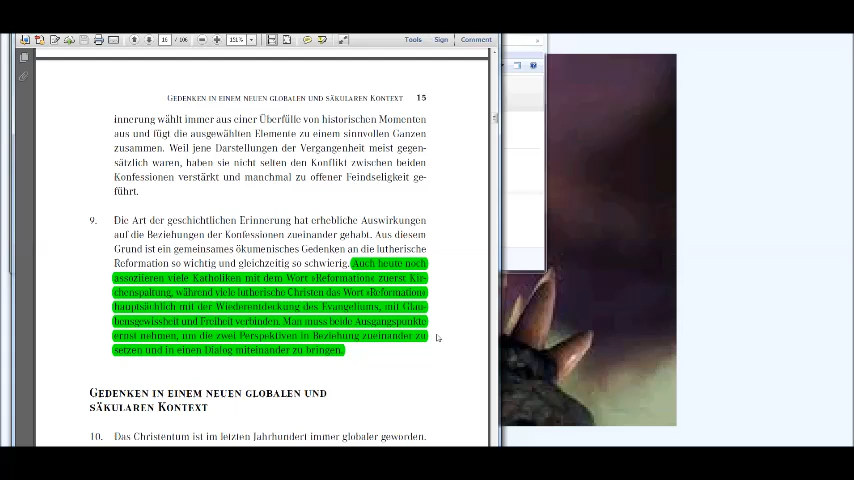 16 / 106
151%
Tools Sign Comment
GEDENKEN IN EINEM NEUEN GLOBALEN UND SÄKULAREN KONTEXT 15
innerung wählt immer aus einer Überfülle von historischen Momenten
aus und fügt die ausgewählten Elemente zu einem sinnvollen Ganzen
zusammen. Weil jene Darstellungen der Vergangenheit meist gegen-
sätzlich waren, haben sie nicht selten den Konflikt zwischen beiden
Konfessionen verstärkt und manchmal zu offener Feindseligkeit ge-
führt.
9. Die Art der geschichtlichen Erinnerung hat erhebliche Auswirkungen
auf die Beziehungen der Konfessionen zueinander gehabt. Aus diesem
Grund ist ein gemeinsames ökumenisches Gedenken an die lutherische
Reformation so wichtig und gleichzeitig so schwierig. Auch heute noch
assoziieren viele Katholiken mit dem Wort »Reformation« zuerst Kir-
chenspaltung, während viele lutherische Christen das Wort »Reformation«
hauptsächlich mit der Wiederentdeckung des Evangeliums, mit Glau-
bensgewissheit und Freiheit verbinden. Man muss beide Ausgangspunkte
ernst nehmen, um die zwei Perspektiven in Beziehung zueinander zu
setzen und in einen Dialog miteinander zu bringen.
GEDENKEN IN EINEM NEUEN GLOBALEN UND
SÄKULAREN KONTEXT
10. Das Christentum ist im letzten Jahrhundert immer globaler geworden.